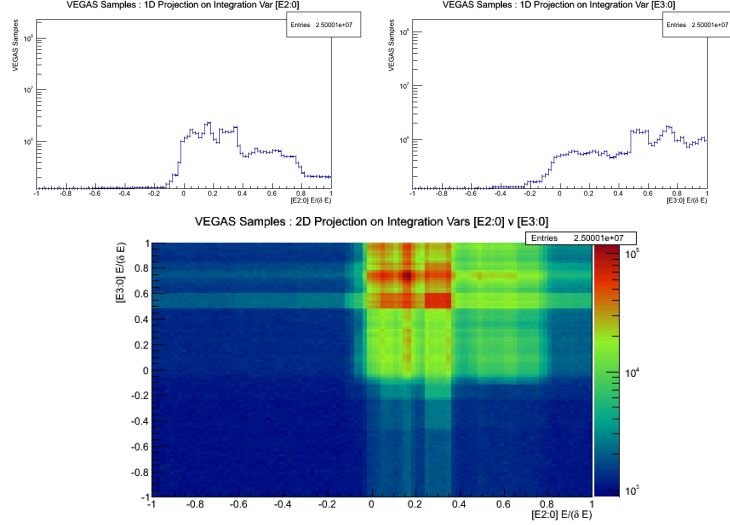 VEGAS Samples : 1D Projection on Integration Var [E2:0]
Entries 2.50001e+07
VEGAS Samples
10⁸
10⁷
10⁶
-1 -0.8 -0.6 -0.4 -0.2 0 0.2 0.4 0.6 0.8 1
[E2:0] E/(δ E)
VEGAS Samples : 1D Projection on Integration Var [E3:0]
Entries 2.50001e+07
VEGAS Samples
10⁸
10⁷
10⁶
-1 -0.8 -0.6 -0.4 -0.2 0 0.2 0.4 0.6 0.8 1
[E3:0] E/(δ E)
VEGAS Samples : 2D Projection on Integration Vars [E2:0] v [E3:0]
Entries 2.50001e+07
[E3:0] E/(δ E)
1
0.8
0.6
0.4
0.2
0
-0.2
-0.4
-0.6
-0.8
-1
-1 -0.8 -0.6 -0.4 -0.2 0 0.2 0.4 0.6 0.8 1
[E2:0] E/(δ E)
10⁵
10⁴
10³